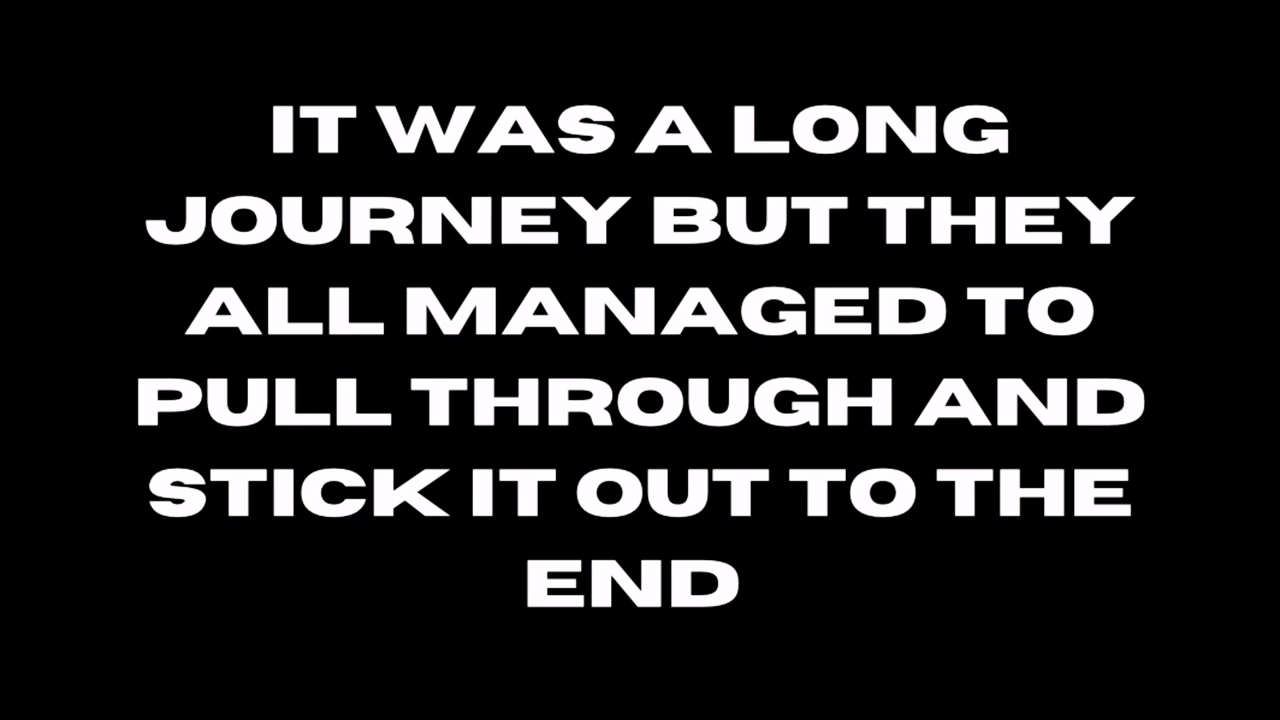 IT WAS A LONG
JOURNEY BUT THEY
ALL MANAGED TO
PULL THROUGH AND
STICK IT OUT TO THE
END